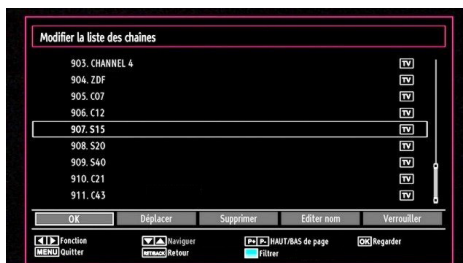 Modifier la liste des chaînes
903. CHANNEL 4 TV
904. ZDF TV
905. C07 TV
906. C12 TV
907. S15 TV
908. S20 TV
909. S40 TV
910. C21 TV
911. C43 TV
OK Déplacer Supprimer Editer nom Verrouiller
Fonction Naviguer P+ P- HAUT/BAS de page OK Regarder
MENU Quitter RET/BACK Retour Filtrer